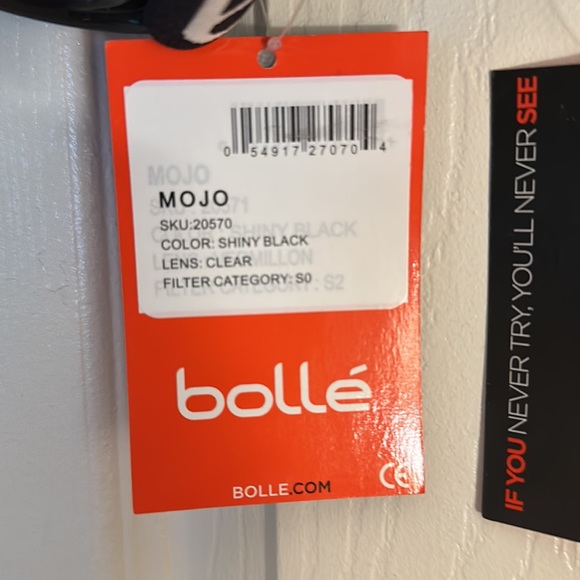 0 54917 27070 4
MOJO
SKU:20570
COLOR: SHINY BLACK
LENS: CLEAR
FILTER CATEGORY: S0
bollé
BOLLE.COM
CE
IF YOU NEVER TRY, YOU'LL NEVER SEE